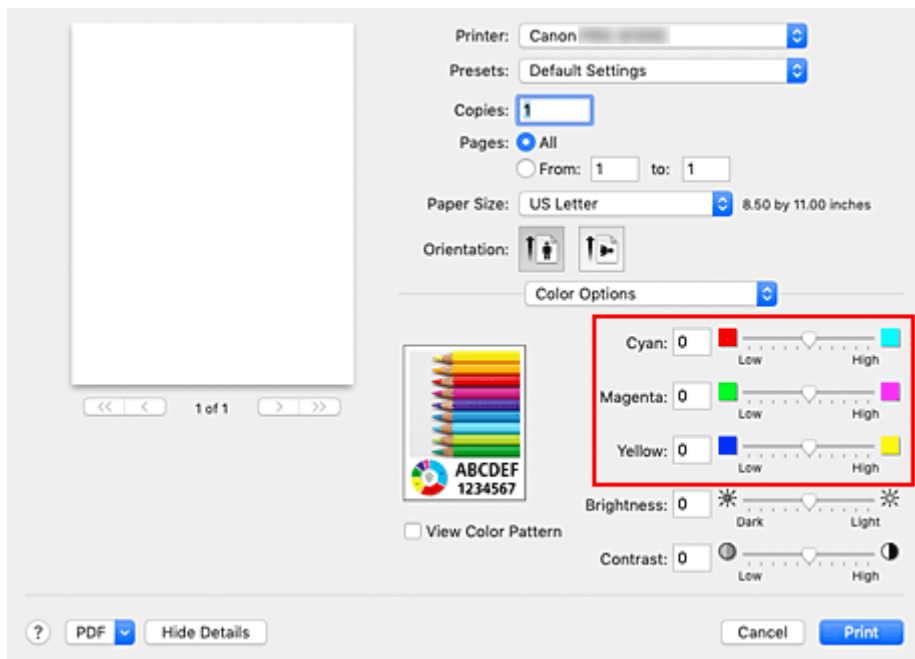 Printer: Canon
Presets: Default Settings
Copies: 1
Pages: All
From: 1 to: 1
Paper Size: US Letter 8.50 by 11.00 inches
Orientation:
Color Options
<< < 1 of 1 > >>
Cyan: 0
Low High
Magenta: 0
Low High
Yellow: 0
Low High
ABCDEF
1234567
Brightness: 0
Dark Light
View Color Pattern
Contrast: 0
Low High
? PDF Hide Details Cancel Print